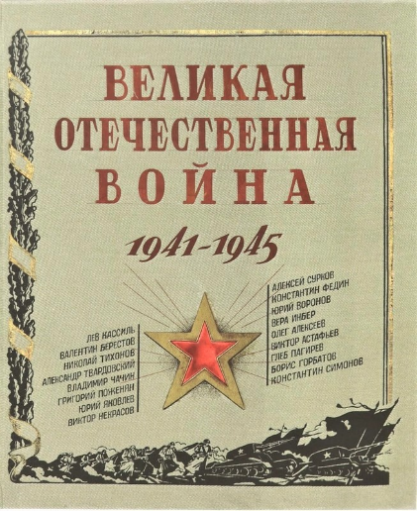 ВЕЛИКАЯ
ОТЕЧЕСТВЕННАЯ
ВОЙНА
1941-1945
ЛЕВ КАССИЛЬ
ВАЛЕНТИН БЕРЕСТОВ
НИКОЛАЙ ТИХОНОВ
АЛЕКСАНДР ТВАРДОВСКИЙ
ВЛАДИМИР ЧАЧИН
ГРИГОРИЙ ПОЖЕНЯН
ЮРИЙ ЯКОВЛЕВ
ВИКТОР НЕКРАСОВ
АЛЕКСЕЙ СУРКОВ
КОНСТАНТИН ФЕДИН
ЮРИЙ ВОРОНОВ
ВЕРА ИНБЕР
ОЛЕГ АЛЕКСЕЕВ
ВИКТОР АСТАФЬЕВ
ГЛЕБ ПАГИРЕВ
БОРИС ГОРБАТОВ
КОНСТАНТИН СИМОНОВ